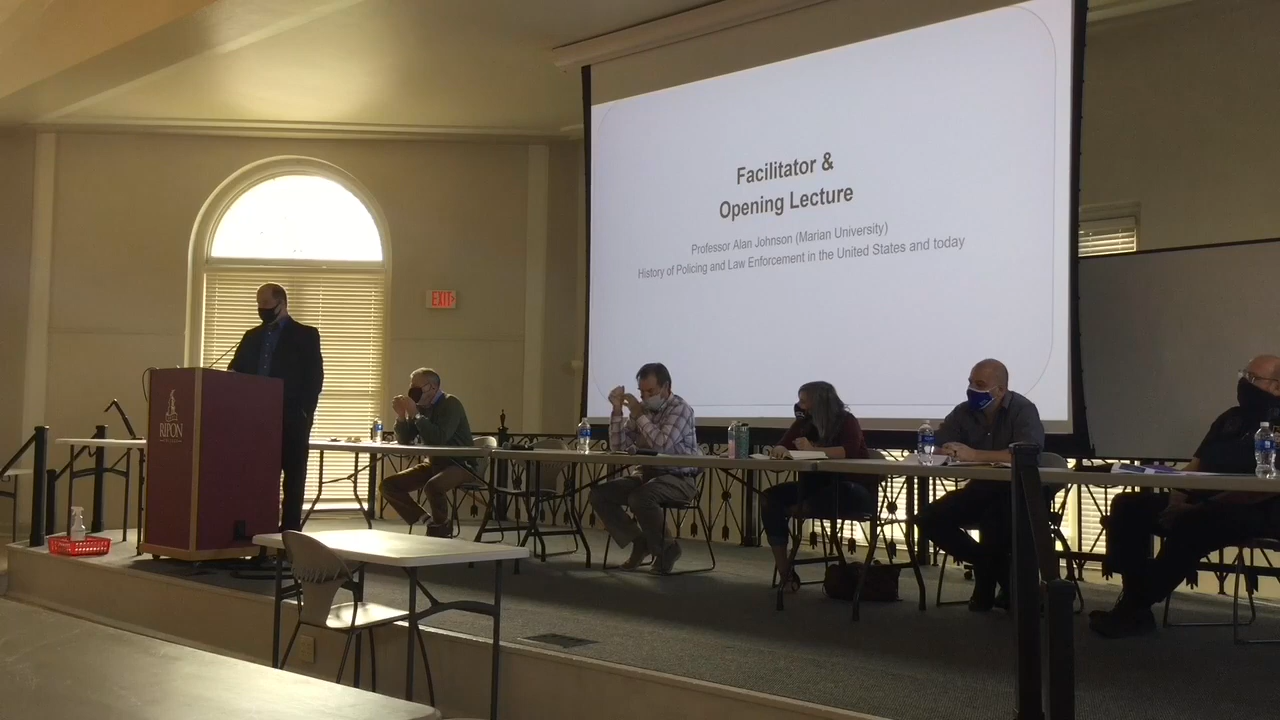 Facilitator &
Opening Lecture
Professor Alan Johnson (Marian University)
History of Policing and Law Enforcement in the United States and today
EXIT
RIPON